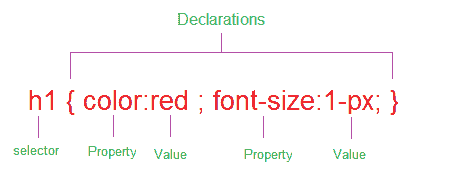 Declarations
h1 { color:red ; font-size:1-px; }
selector Property Value Property Value